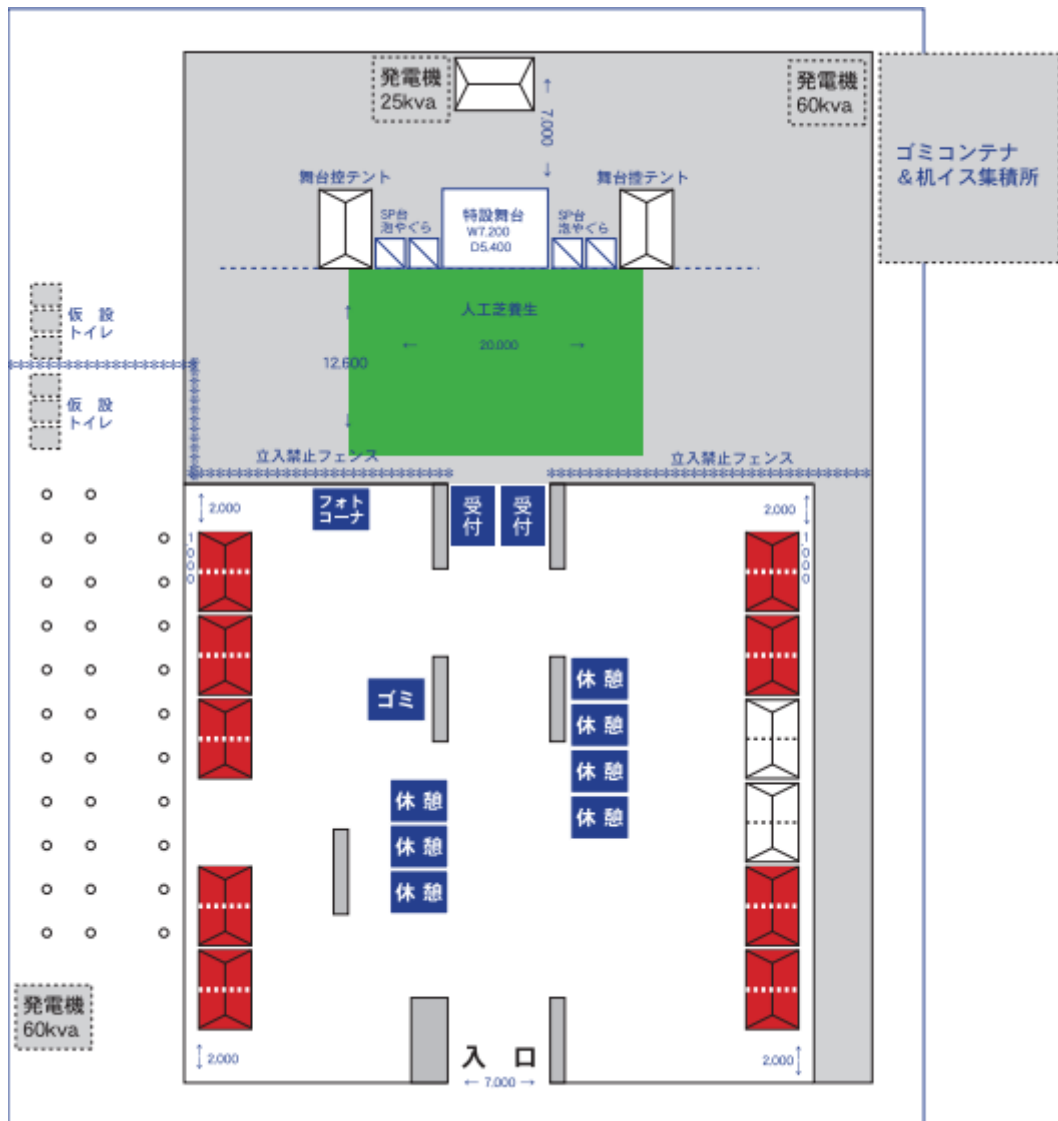 発電機
25kva
7,000
発電機
60kva
ゴミコンテナ
＆机イス集積所
舞台控テント
SP台
泡やぐら
特設舞台
W7,200
D5,400
SP台
泡やぐら
舞台控テント
人工芝養生
20,000
12,600
仮 設
トイレ
仮 設
トイレ
立入禁止フェンス
立入禁止フェンス
2,000
1,000
フォト
コーナ
受付
受付
2,000
1,000
ゴミ
休 憩
休 憩
休 憩
休 憩
休 憩
休 憩
休 憩
発電機
60kva
2,000
入 口
7,000
2,000